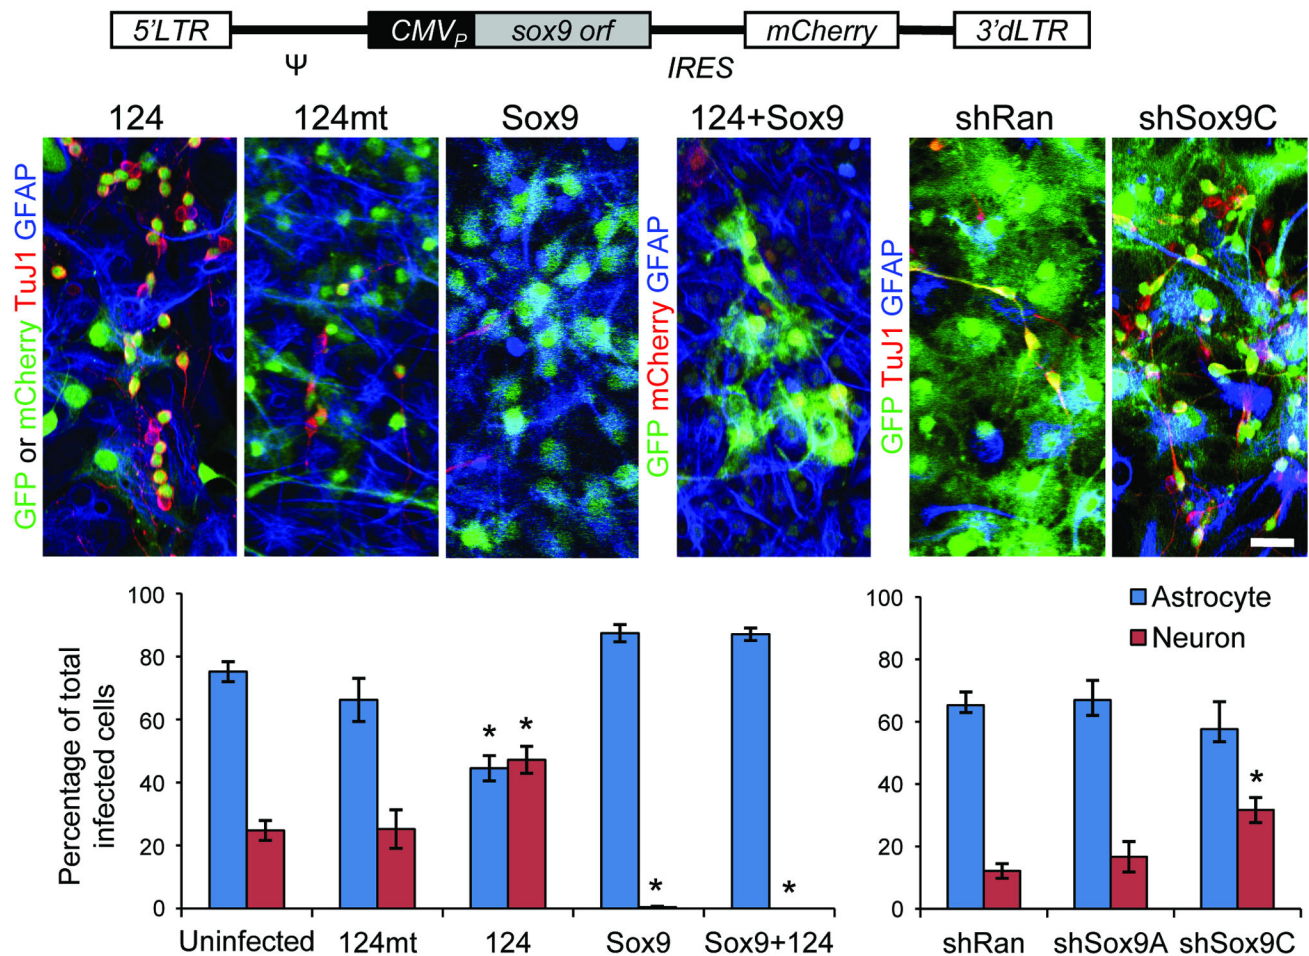 5'LTR CMVP sox9 orf mCherry 3'dLTR
Ψ IRES
124 124mt Sox9 124+Sox9 shRan shSox9C
GFP or mCherry TuJ1 GFAP
GFP mCherry GFAP
GFP TuJ1 GFAP
Percentage of total
infected cells
100
80
60
40
20
0
* * * *
Uninfected 124mt 124 Sox9 Sox9+124
100
80
60
40
20
0
Astrocyte
Neuron
*
shRan shSox9A shSox9C